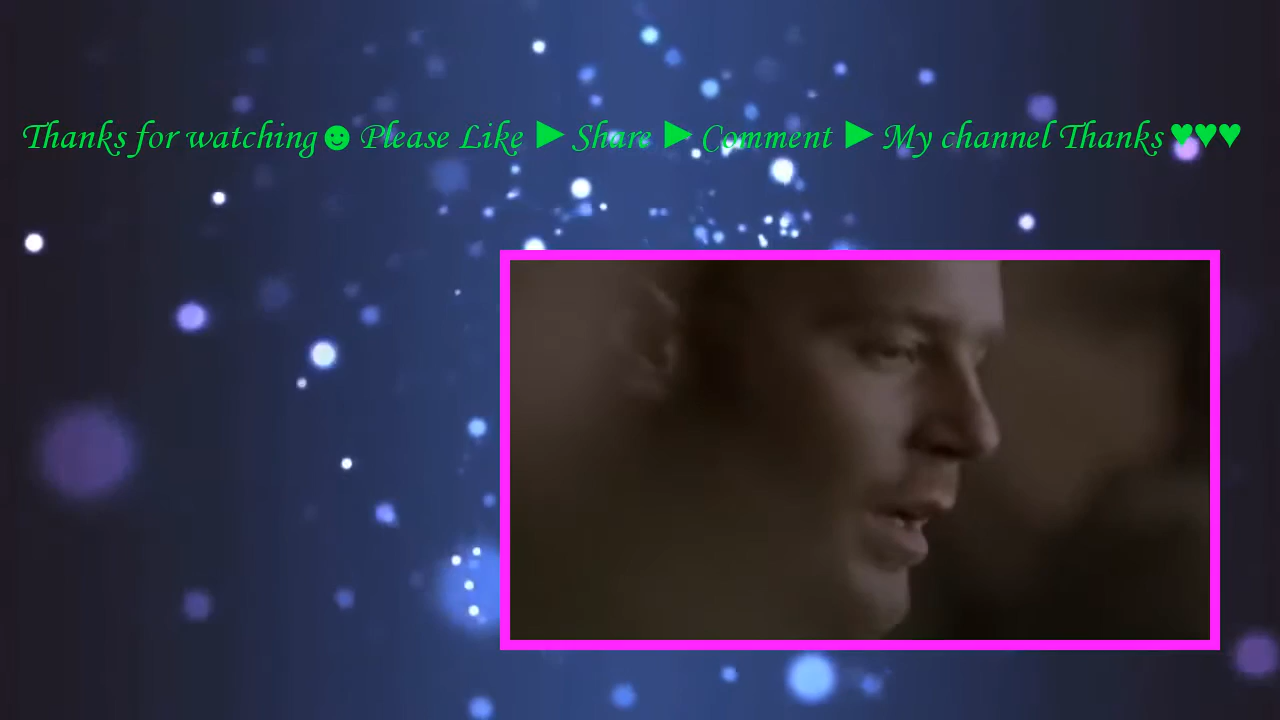 Thanks for watching☻Please Like ► Share ► Comment ► My channel Thanks ♥♥♥